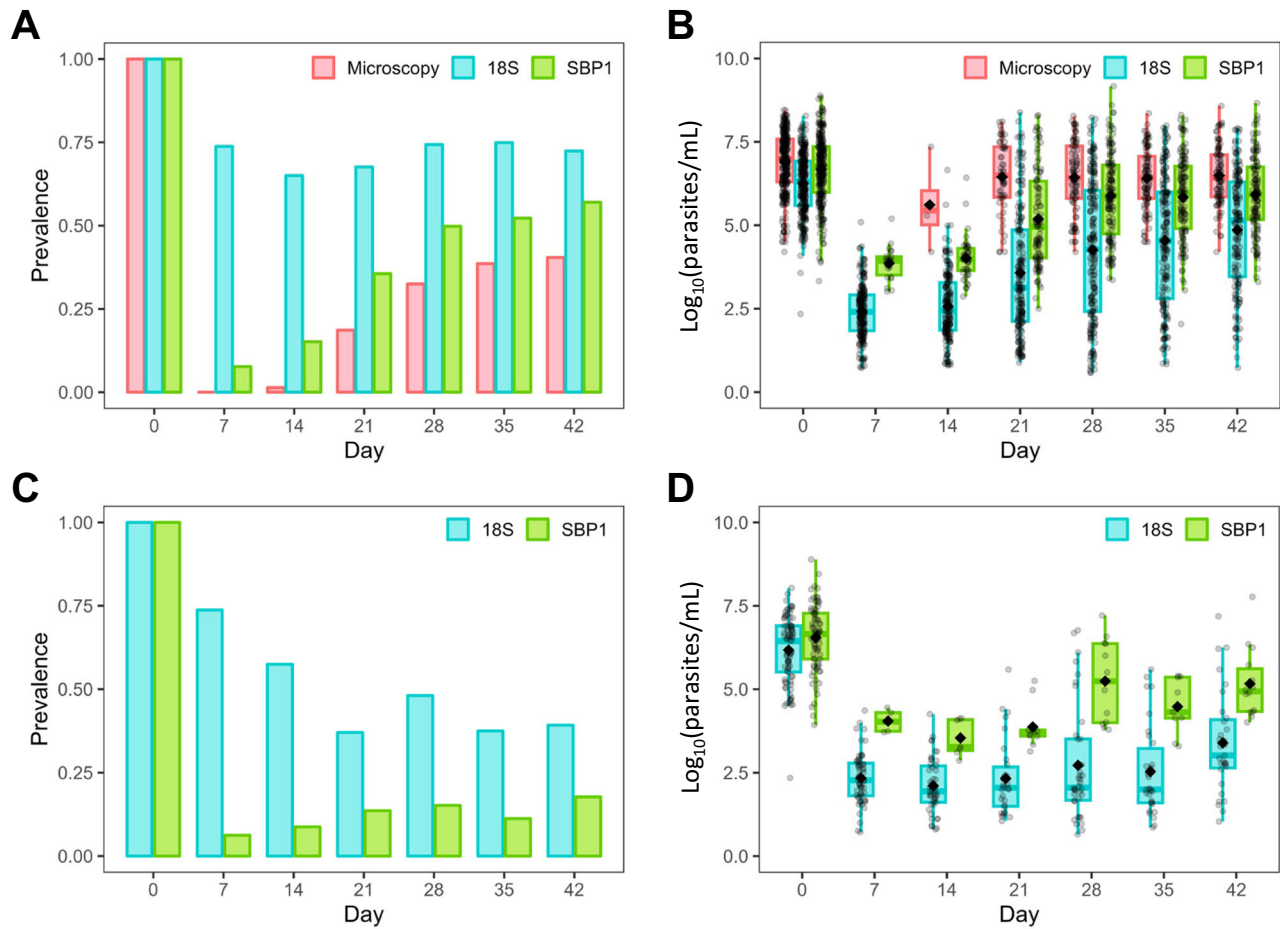 A
Microscopy 18S SBP1
Prevalence
1.00
0.75
0.50
0.25
0.00
0 7 14 21 28 35 42
Day
B
Microscopy 18S SBP1
Log10(parasites/mL)
10.0
7.5
5.0
2.5
0.0
0 7 14 21 28 35 42
Day
C
18S SBP1
Prevalence
1.00
0.75
0.50
0.25
0.00
0 7 14 21 28 35 42
Day
D
18S SBP1
Log10(parasites/mL)
10.0
7.5
5.0
2.5
0.0
0 7 14 21 28 35 42
Day